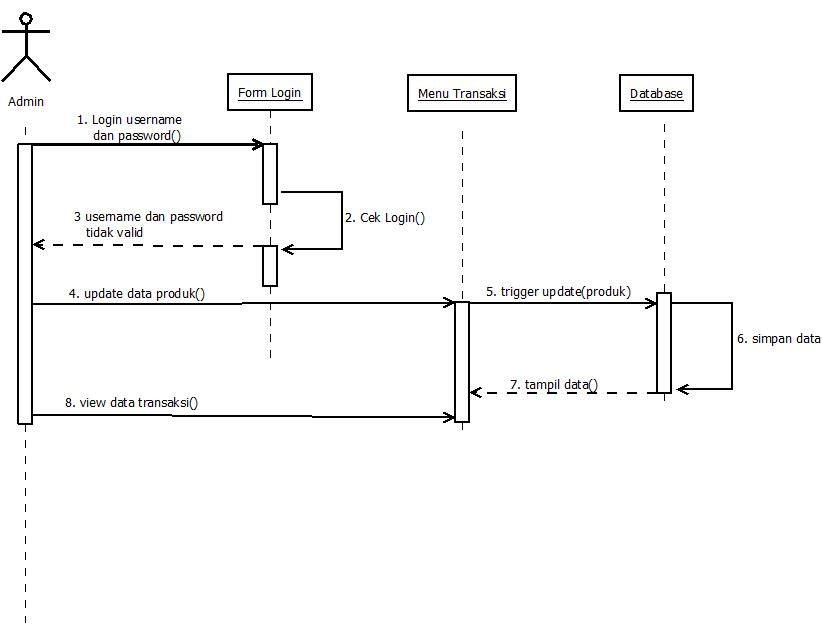 Admin
Form Login
Menu Transaksi
Database
1. Login username
dan password()
2. Cek Login()
3 username dan password
tidak valid
4. update data produk()
5. trigger update(produk)
6. simpan data
7. tampil data()
8. view data transaksi()